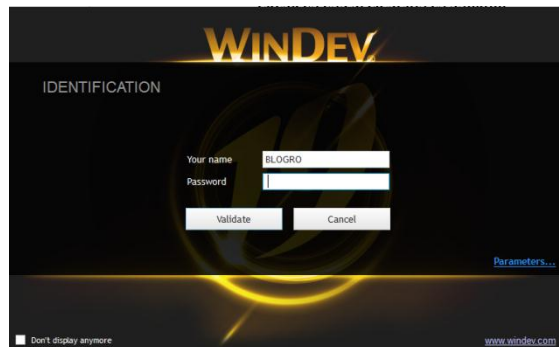 WINDEV
IDENTIFICATION
Your name BLOGRO
Password
Validate Cancel
Parameters...
Don't display anymore www.windev.com